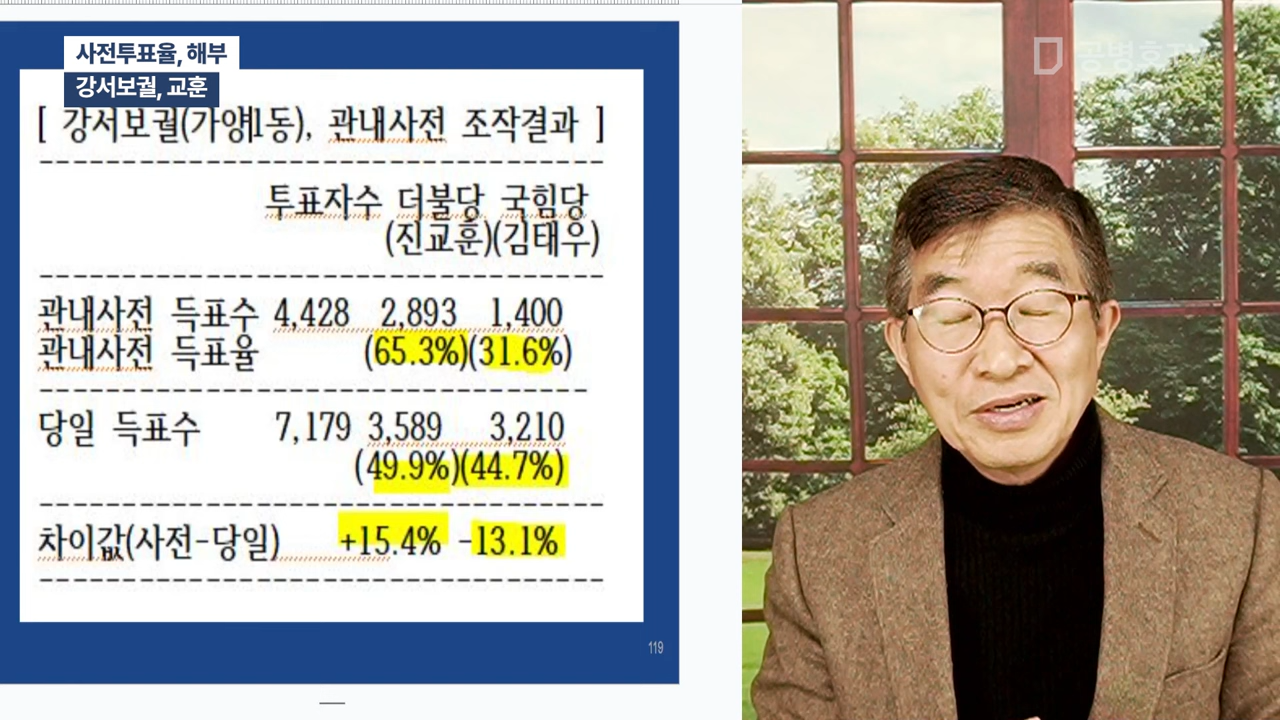 사전투표율, 해부
강서보궐, 교훈
[ 강서보궐(가양1동), 관내사전 조작결과 ]
투표자수 더불당 국힘당
(진교훈)(김태우)
관내사전 득표수 4,428 2,893 1,400
관내사전 득표율 (65.3%)(31.6%)
당일 득표수 7,179 3,589 3,210
(49.9%)(44.7%)
차이값(사전-당일) +15.4% -13.1%
119